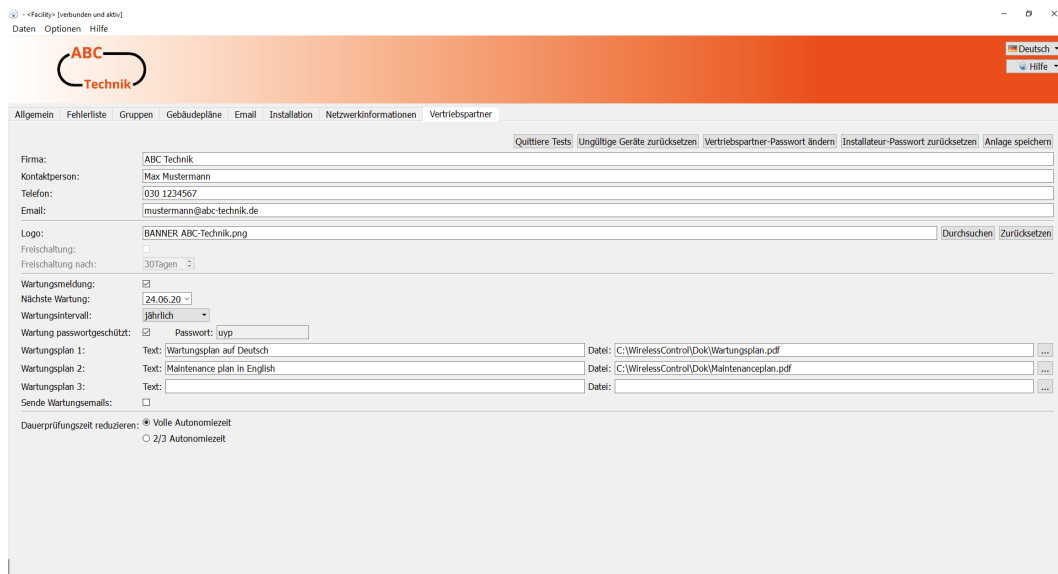 - <Facility> [verbunden und aktiv]
Daten Optionen Hilfe
ABC
Technik
Deutsch
Hilfe
Allgemein Fehlerliste Gruppen Gebäudepläne Email Installation Netzwerkinformationen Vertriebspartner
Quittiere Tests Ungültige Geräte zurücksetzen Vertriebspartner-Passwort ändern Installateur-Passwort zurücksetzen Anlage speichern
Firma: ABC Technik
Kontaktperson: Max Mustermann
Telefon: 030 1234567
Email: mustermann@abc-technik.de
Logo: BANNER ABC-Technik.png Durchsuchen Zurücksetzen
Freischaltung:
Freischaltung nach: 30Tagen
Wartungsmeldung:
Nächste Wartung: 24.06.20
Wartungsintervall: jährlich
Wartung passwortgeschützt: Passwort: uyp
Wartungsplan 1: Text: Wartungsplan auf Deutsch Datei: C:\WirelessControl\Dok\Wartungsplan.pdf ...
Wartungsplan 2: Text: Maintenance plan in English Datei: C:\WirelessControl\Dok\Maintenanceplan.pdf ...
Wartungsplan 3: Text: Datei: ...
Sende Wartungsemails:
Dauerprüfungszeit reduzieren: Volle Autonomiezeit
2/3 Autonomiezeit